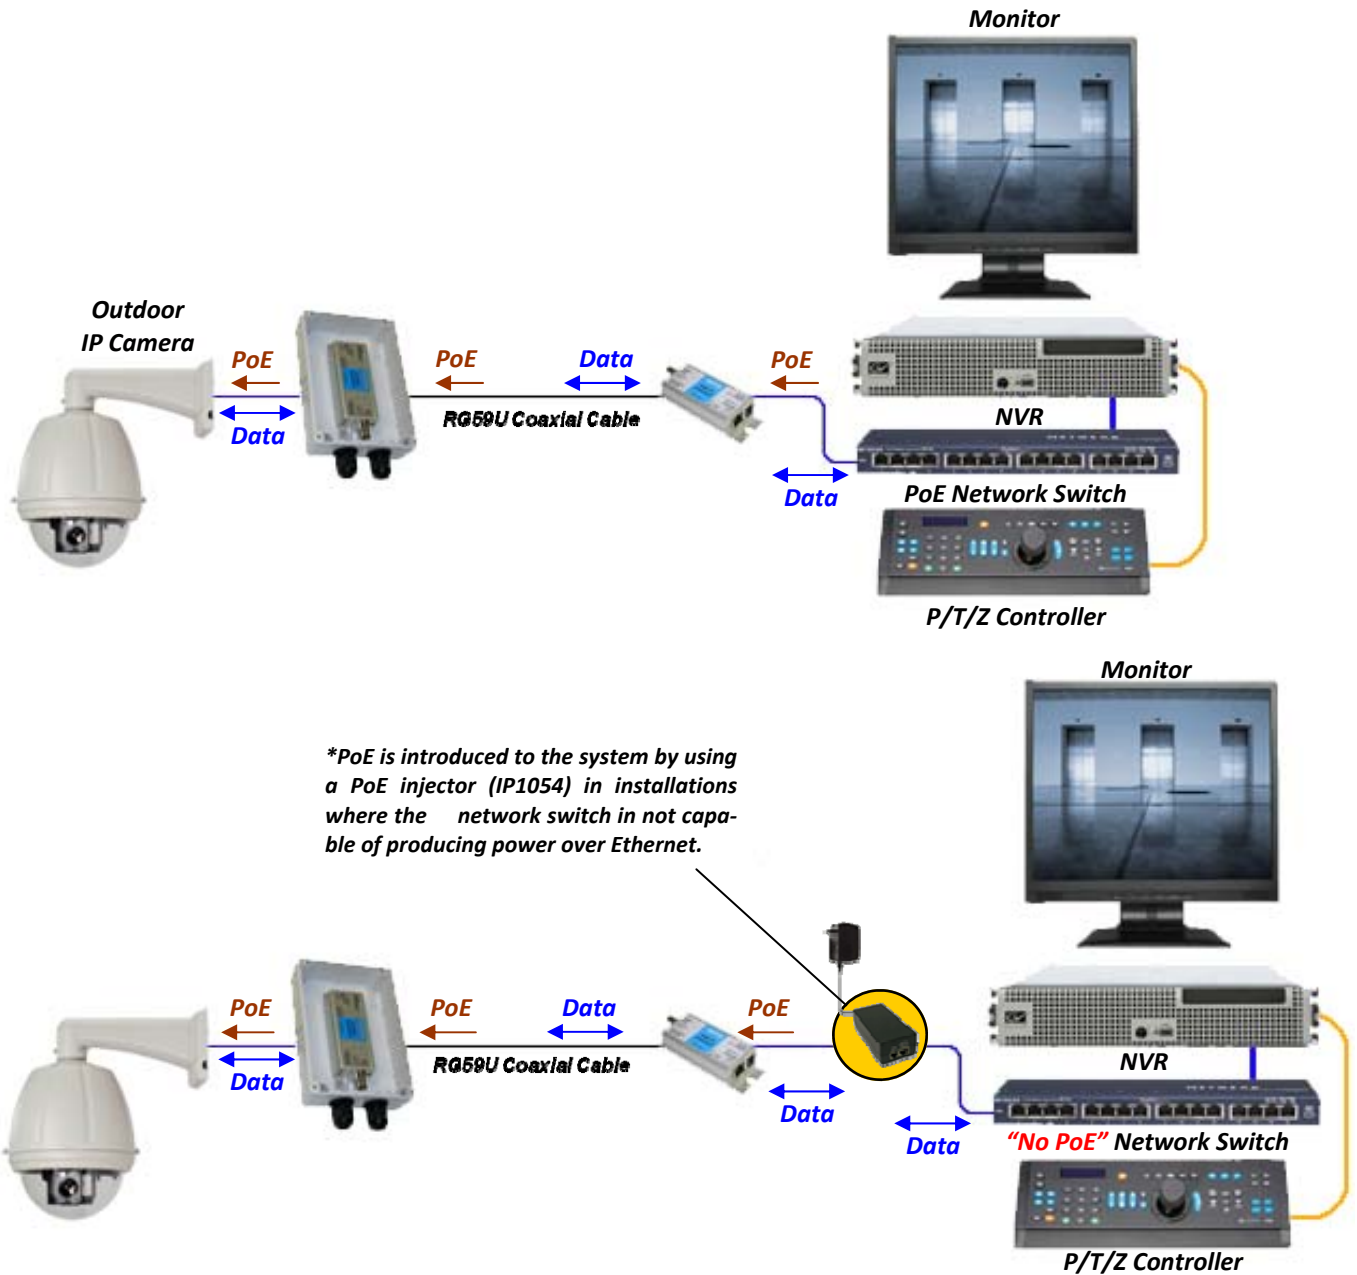 Monitor
Outdoor
IP Camera
PoE
PoE
Data
PoE
Data
RG59U Coaxial Cable
NVR
Data
PoE Network Switch
P/T/Z Controller
Monitor
*PoE is introduced to the system by using
a PoE injector (IP1054) in installations
where the network switch in not capa-
ble of producing power over Ethernet.
PoE
PoE
Data
PoE
Data
RG59U Coaxial Cable
NVR
Data
Data
“No PoE” Network Switch
P/T/Z Controller